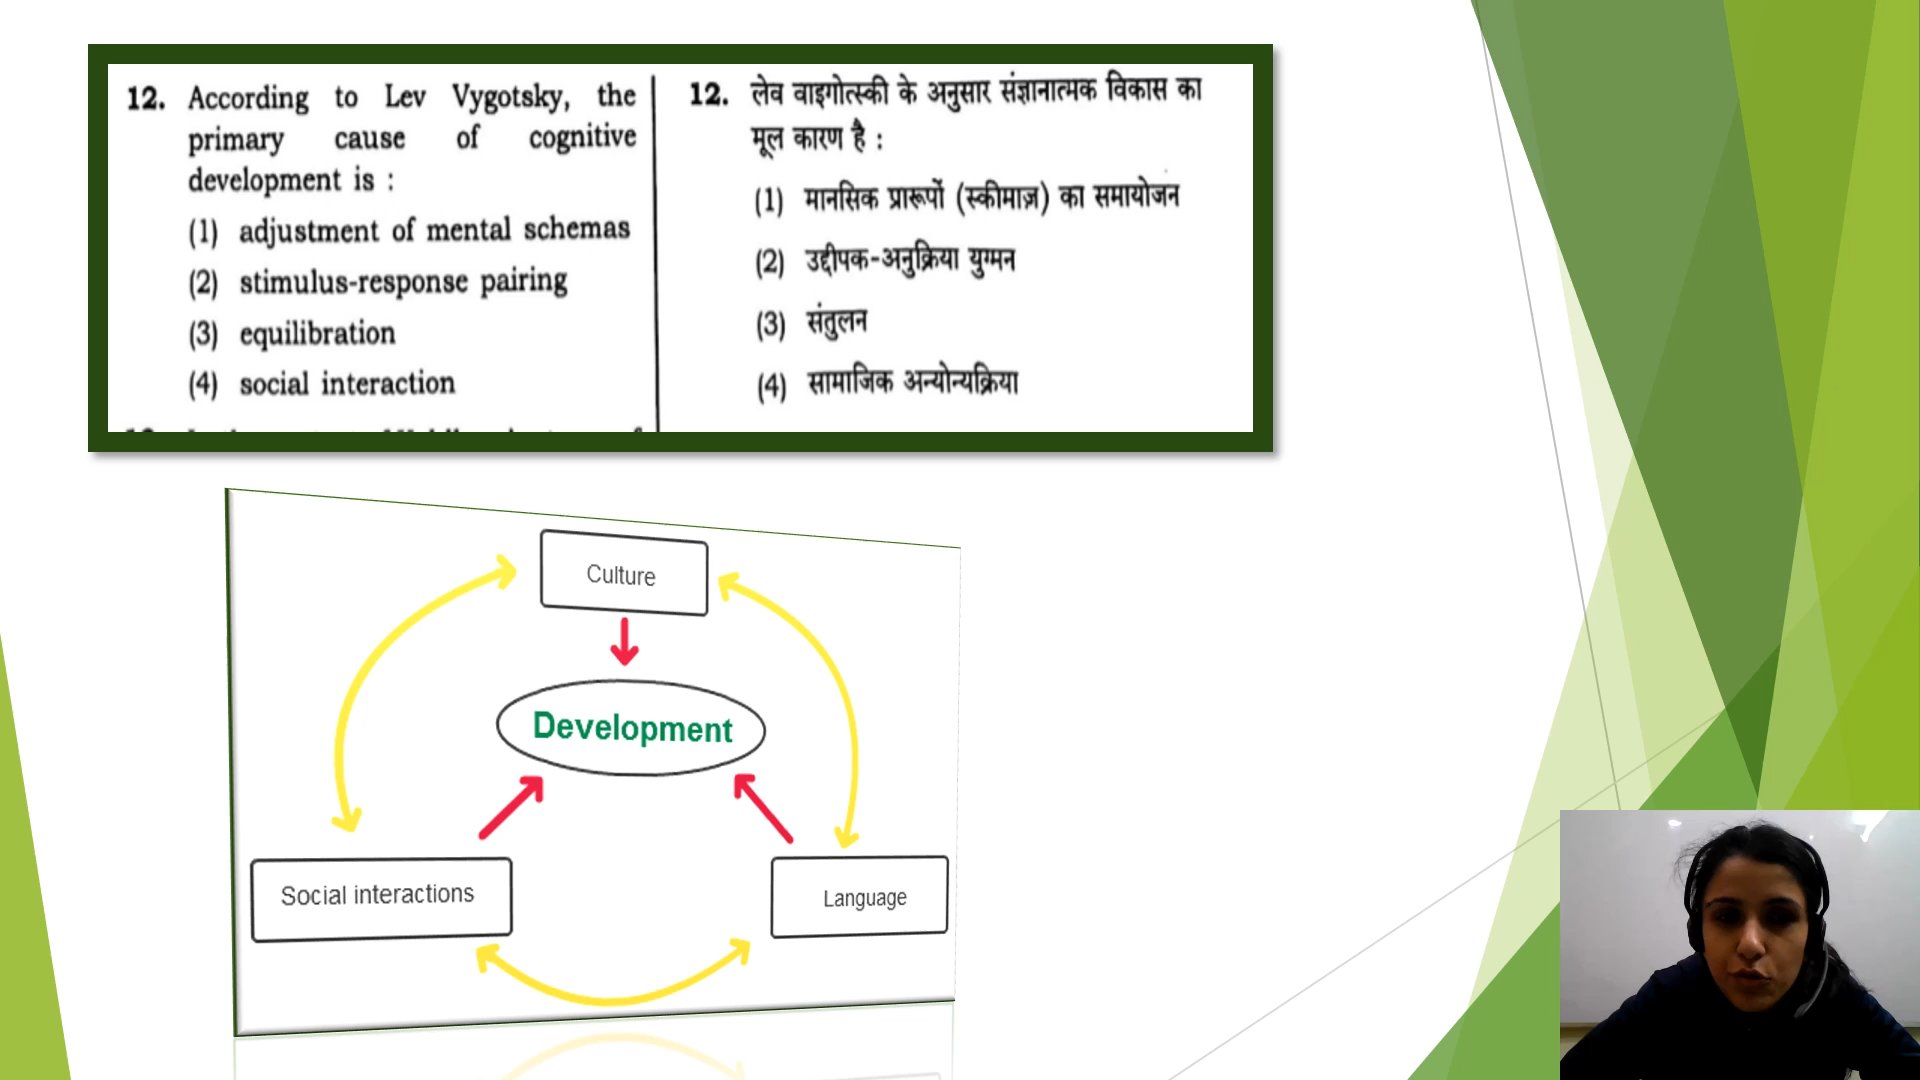 12. According to Lev Vygotsky, the
primary cause of cognitive
development is :
(1) adjustment of mental schemas
(2) stimulus-response pairing
(3) equilibration
(4) social interaction
12. लेव वाइगोत्स्की के अनुसार संज्ञानात्मक विकास का
मूल कारण है :
(1) मानसिक प्रारूपों (स्कीमाज़) का समायोजन
(2) उद्दीपक-अनुक्रिया युग्मन
(3) संतुलन
(4) सामाजिक अन्योन्यक्रिया
Culture
Development
Social interactions
Language